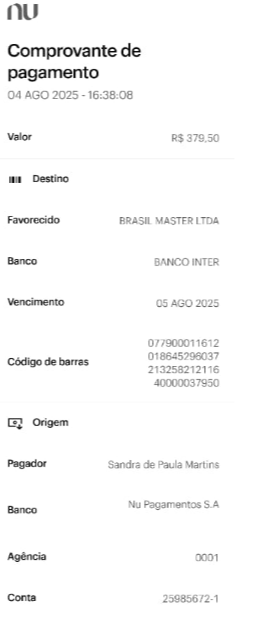 nu
Comprovante de
pagamento
04 AGO 2025 - 16:38:08
Valor R$ 379,50
Destino
Favorecido BRASIL MASTER LTDA
Banco BANCO INTER
Vencimento 05 AGO 2025
Código de barras 077900011612
018645296037
213258212116
40000037950
Origem
Pagador Sandra de Paula Martins
Banco Nu Pagamentos S.A
Agência 0001
Conta 25985672-1